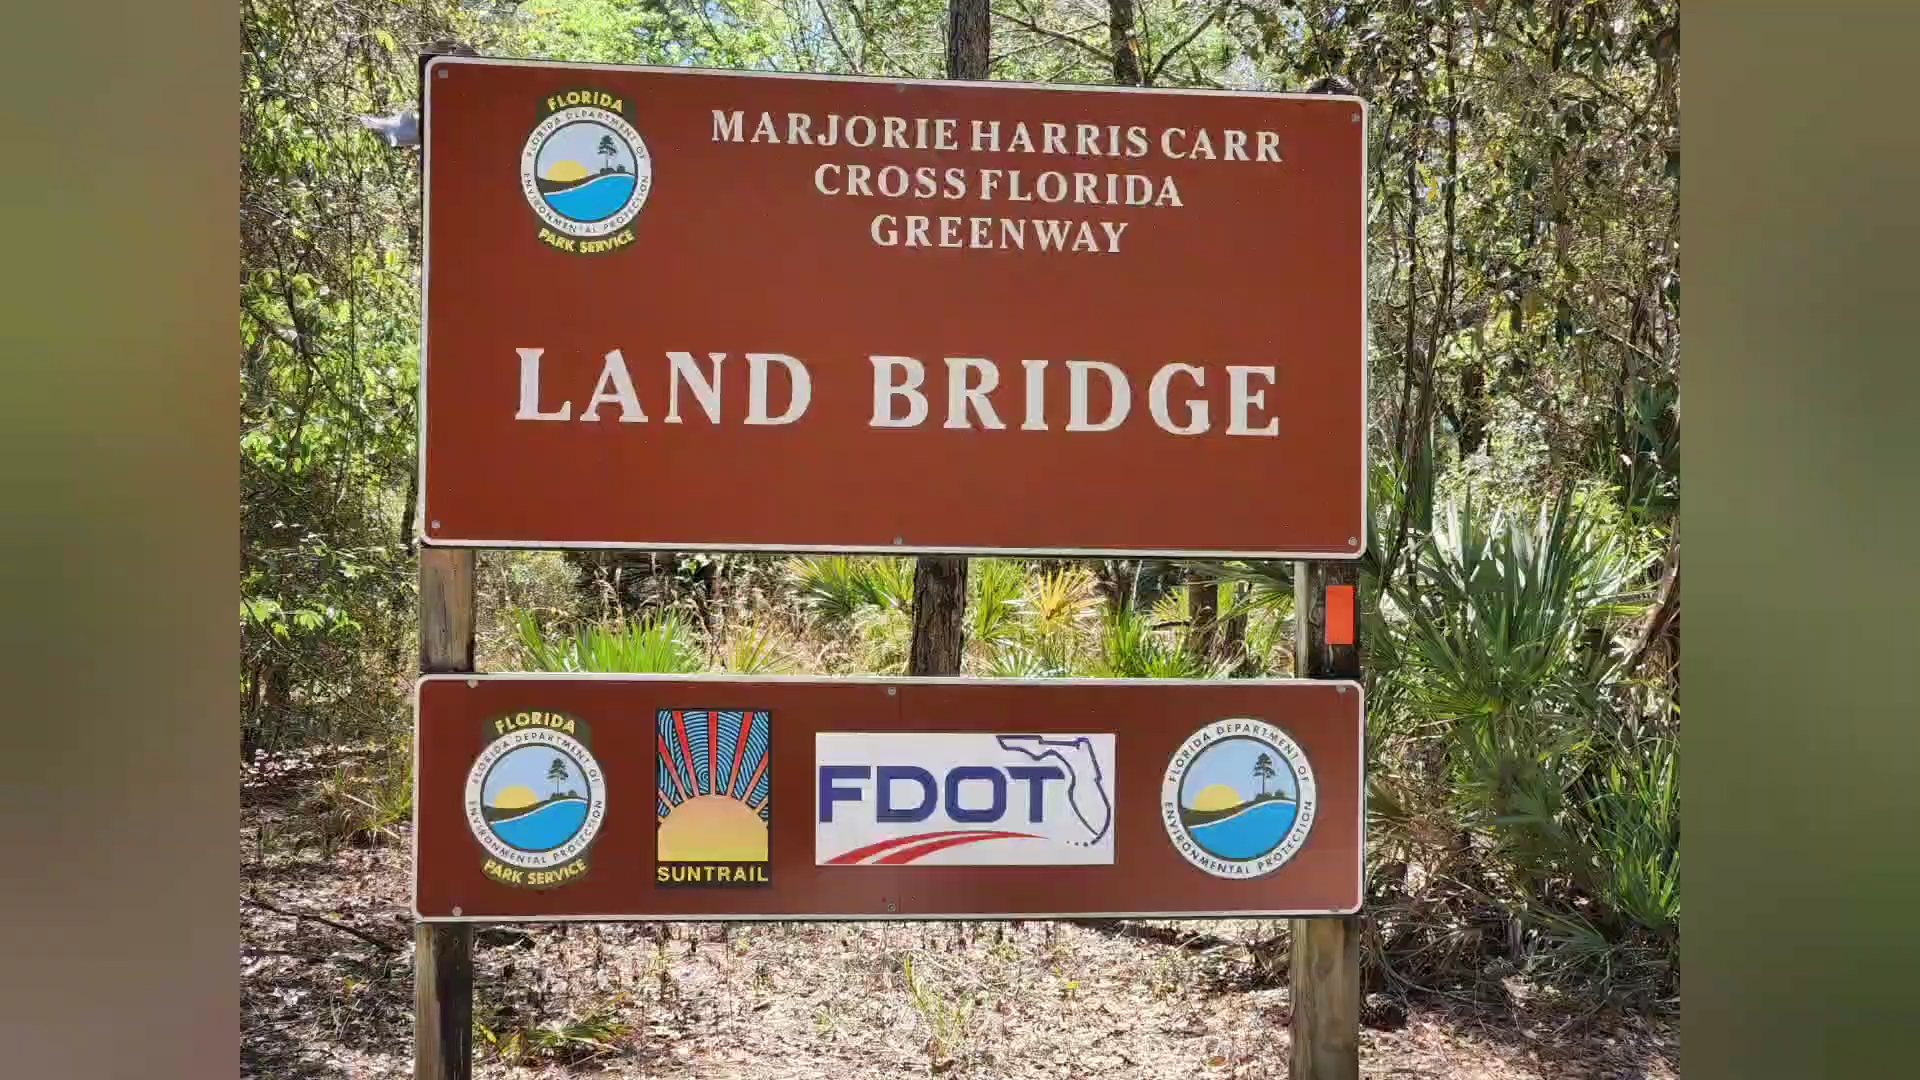 FLORIDA
FLORIDA DEPARTMENT OF
ENVIRONMENTAL PROTECTION
PARK SERVICE
MARJORIE HARRIS CARR
CROSS FLORIDA
GREENWAY
LAND BRIDGE
FLORIDA
FLORIDA DEPARTMENT OF
ENVIRONMENTAL PROTECTION
PARK SERVICE
SUNTRAIL
FDOT
FLORIDA DEPARTMENT OF
ENVIRONMENTAL PROTECTION